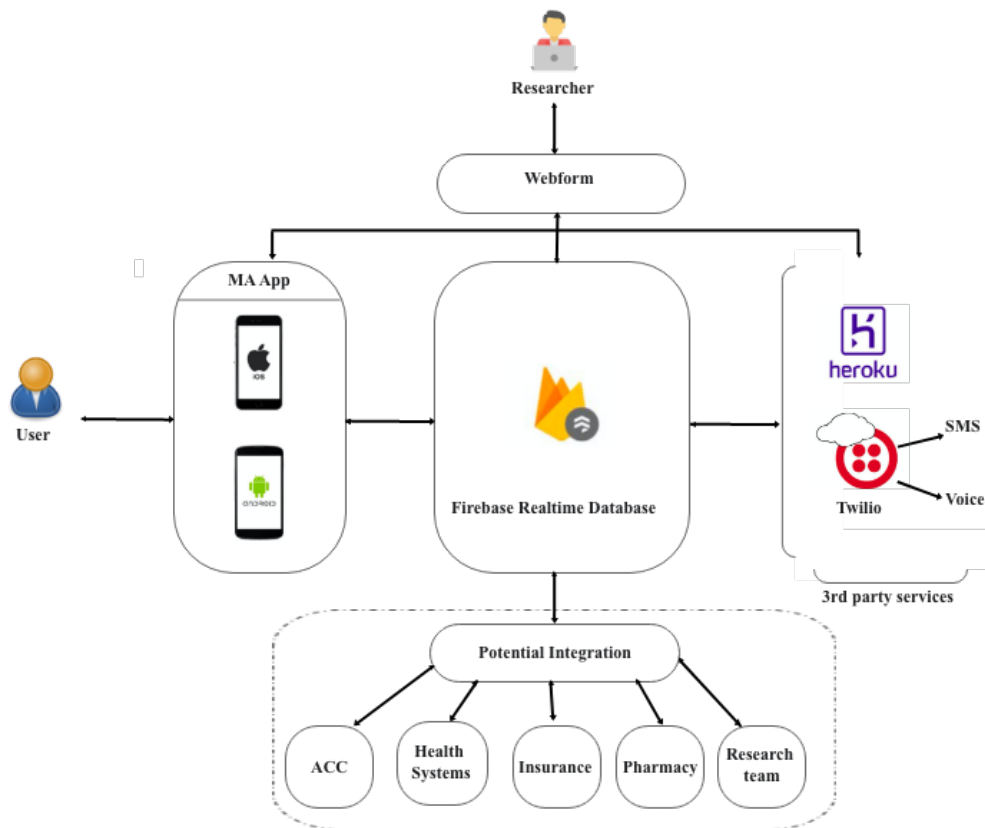 Researcher
Webform
MA App
iOS
heroku
SMS
User
Twilio
Voice
Firebase Realtime Database
3rd party services
Potential Integration
ACC
Health
Systems
Insurance
Pharmacy
Research
team